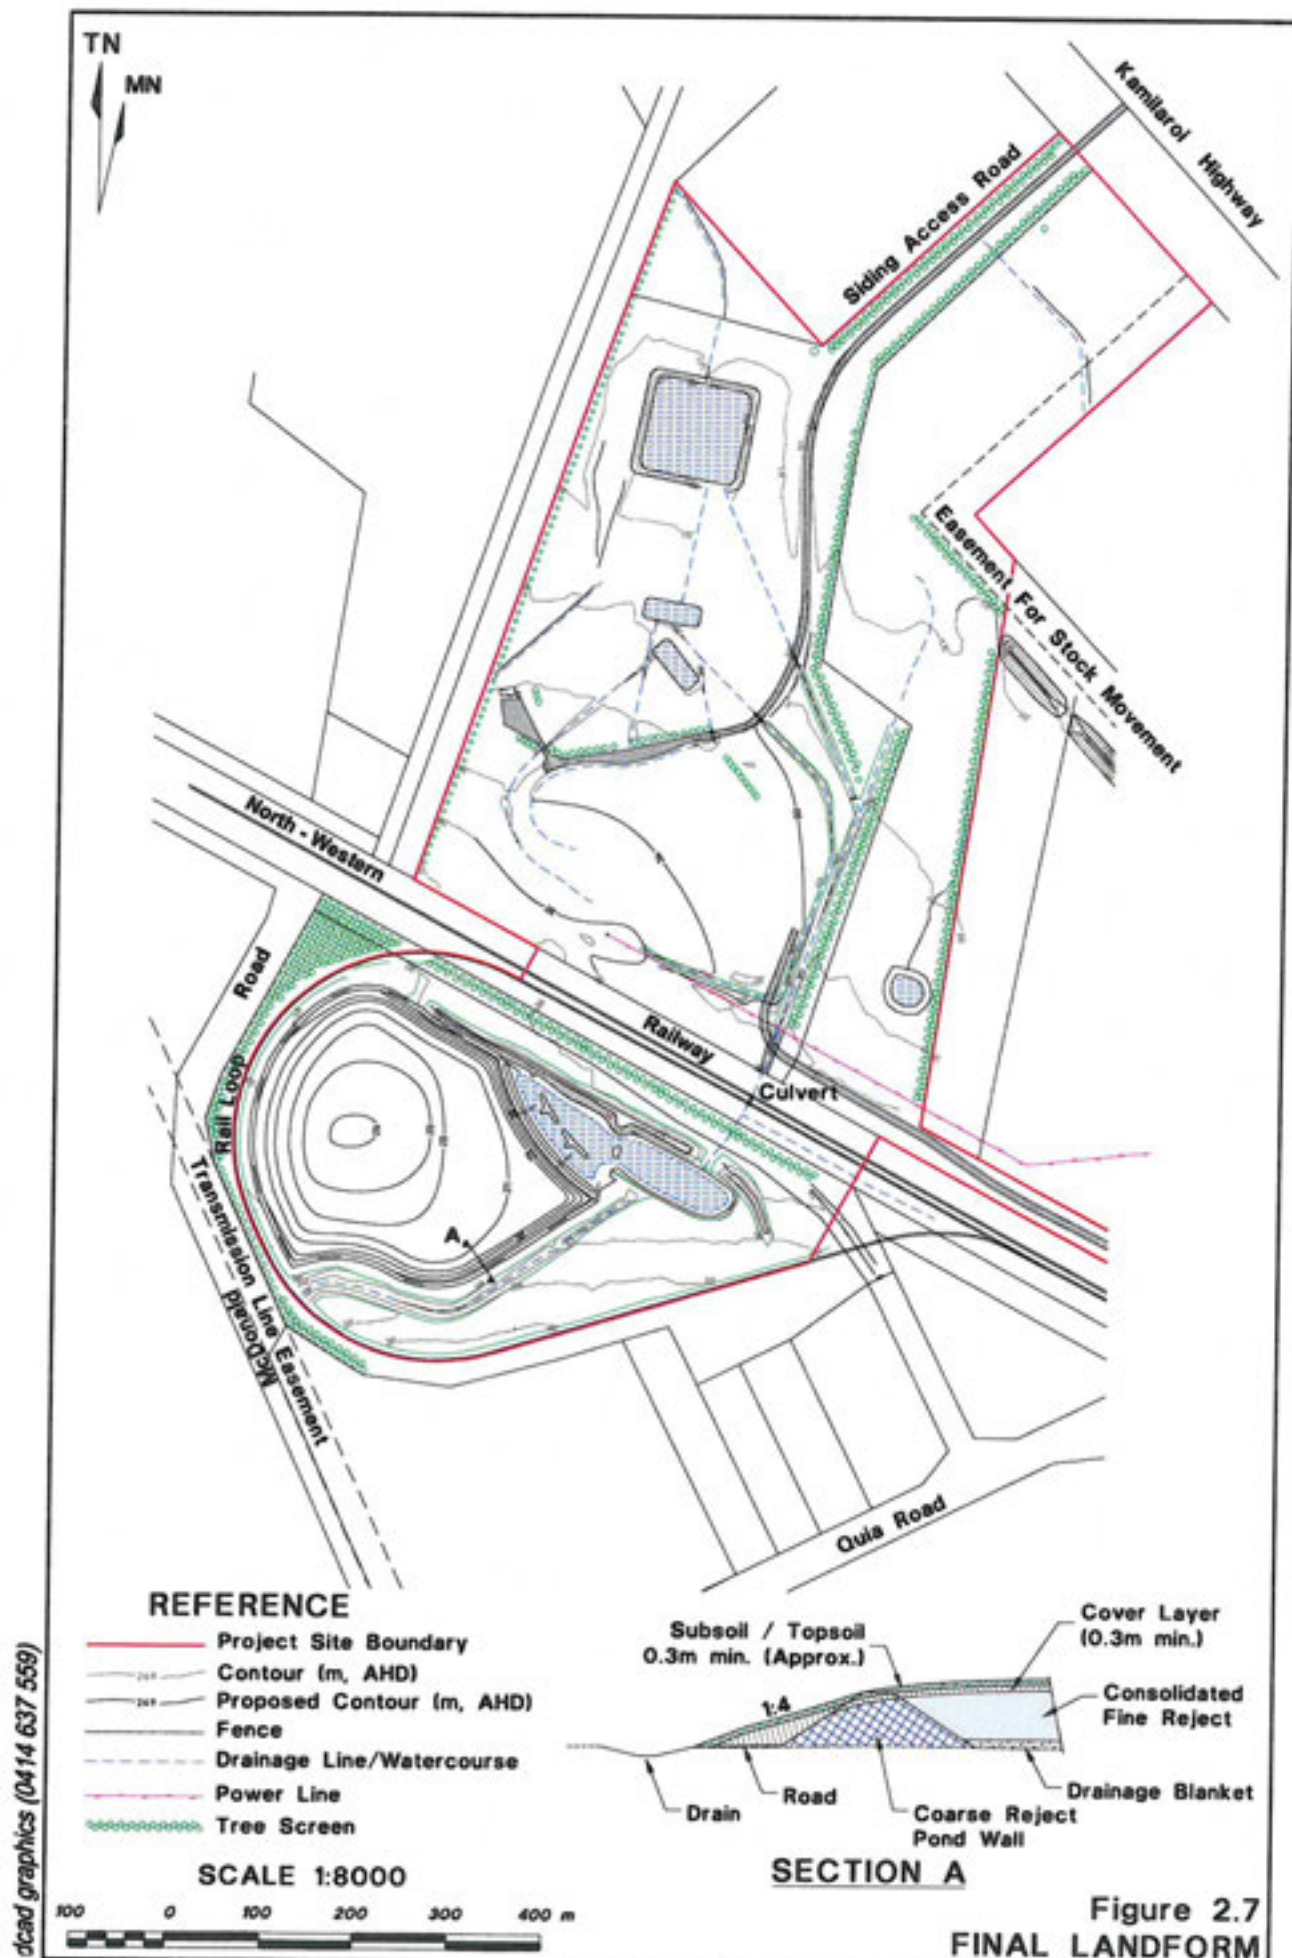 TN
MN
Kamilaroi Highway
Siding Access Road
Easement For Stock Movement
North - Western
Railway
Road
Rail Loop
Culvert
A
Transmission Line Easement
McDonald
Quia Road
REFERENCE
Project Site Boundary
269
Contour (m, AHD)
269
Proposed Contour (m, AHD)
Fence
Drainage Line/Watercourse
Power Line
Tree Screen
SCALE 1:8000
100 0 100 200 300 400 m
Subsoil / Topsoil
0.3m min. (Approx.)
Cover Layer
(0.3m min.)
1:4
Consolidated
Fine Reject
Drain
Road
Drainage Blanket
Coarse Reject
Pond Wall
SECTION A
Figure 2.7
FINAL LANDFORM
dcad graphics (0414 637 559)